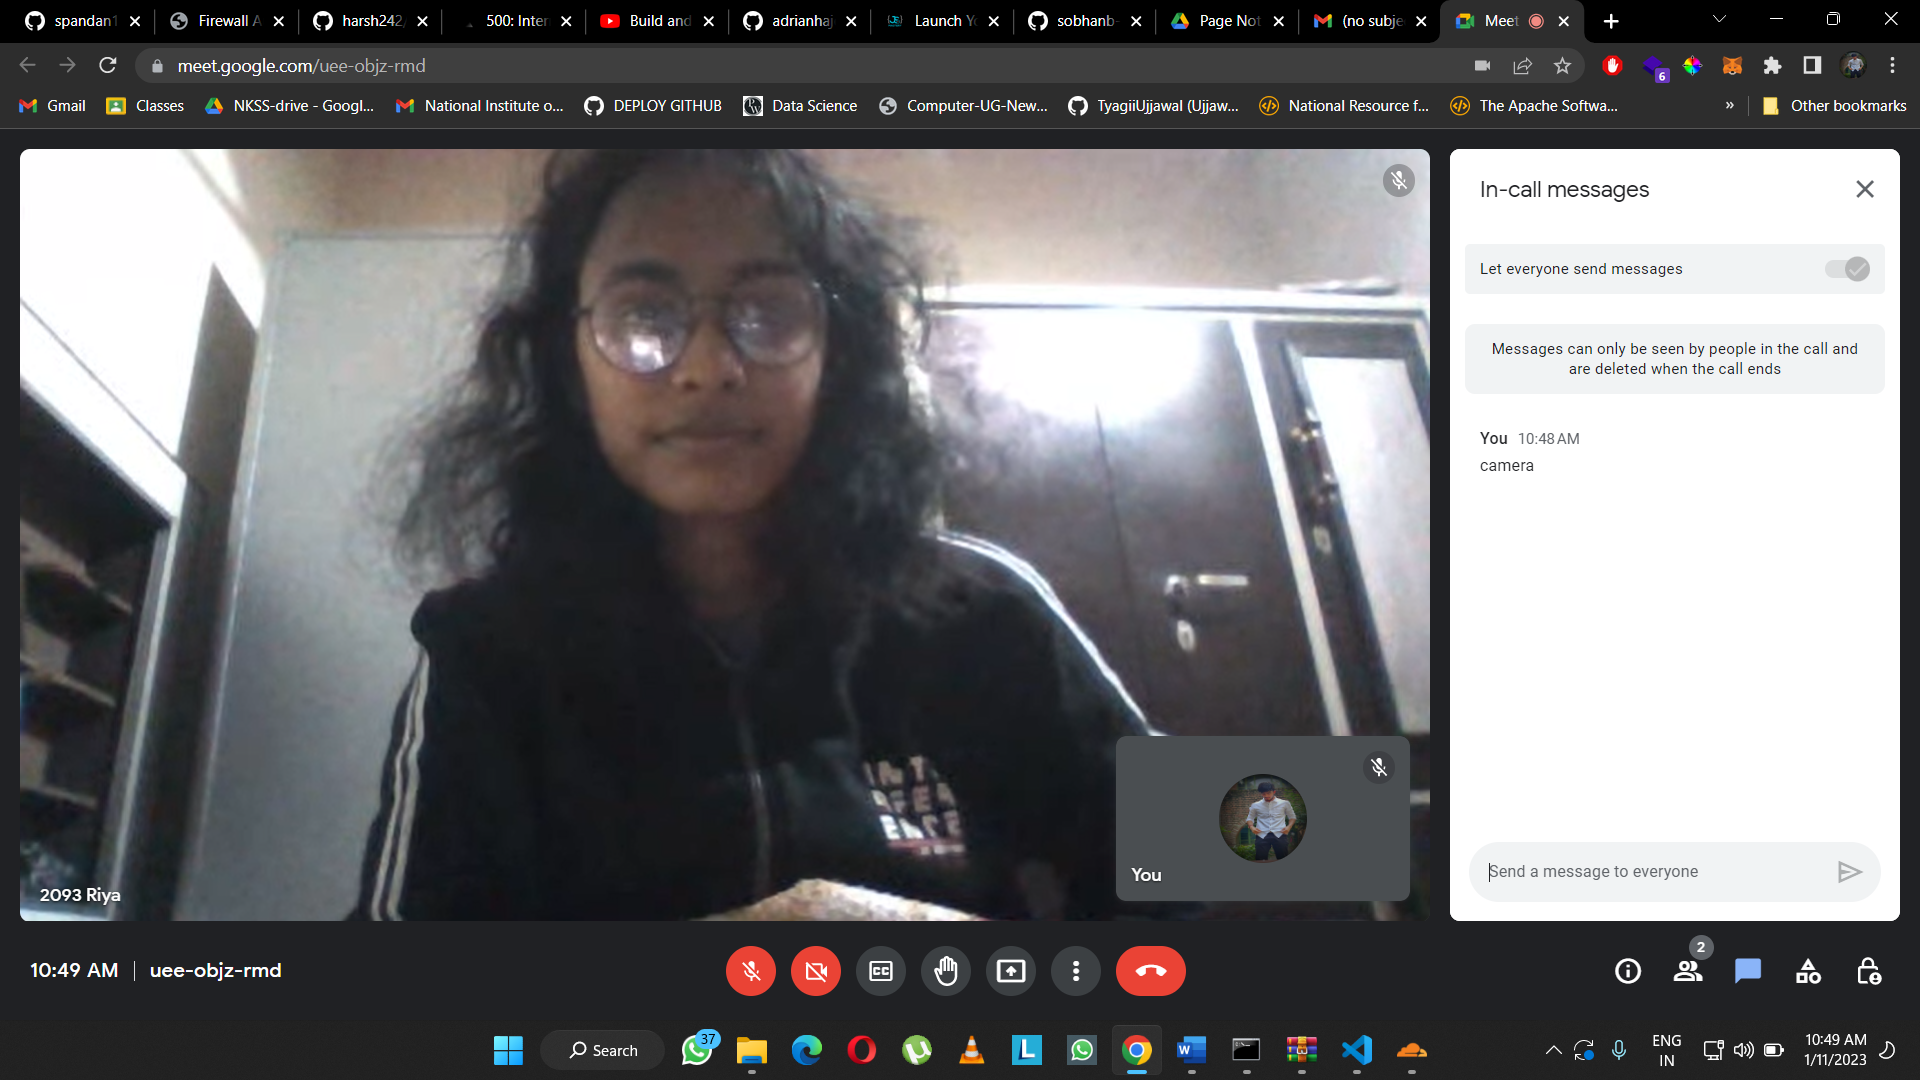 spandan1
Firewall A
harsh242
500: Inter
Build and
adrianhaj
Launch Yo
sobhanb
Page Not
(no subje
Meet
meet.google.com/uee-objz-rmd
6
Gmail
Classes
NKSS-drive - Googl...
National Institute o...
DEPLOY GITHUB
Data Science
Computer-UG-New...
TyagiiUjjawal (Ujjaw...
National Resource f...
The Apache Softwa...
»
Other bookmarks
In-call messages
Let everyone send messages
Messages can only be seen by people in the call and
are deleted when the call ends
You 10:48 AM
camera
You
2093 Riya
Send a message to everyone
10:49 AM | uee-objz-rmd
CC
2
Search
37
L
W
ENG
IN
10:49 AM
1/11/2023